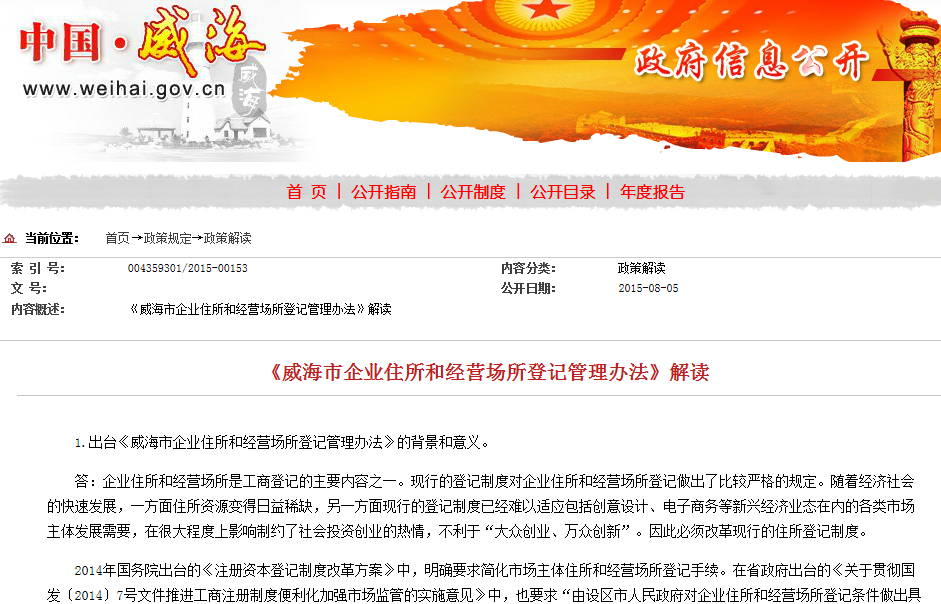 中国·威海
www.weihai.gov.cn
威海
政府信息公开
首 页 | 公开指南 | 公开制度 | 公开目录 | 年度报告
当前位置: 首页→政策规定→政策解读
索 引 号: 004359301/2015-00153 内容分类: 政策解读
文 号: 公开日期: 2015-08-05
内容概述: 《威海市企业住所和经营场所登记管理办法》解读
《威海市企业住所和经营场所登记管理办法》解读
1.出台《威海市企业住所和经营场所登记管理办法》的背景和意义。
答：企业住所和经营场所是工商登记的主要内容之一。现行的登记制度对企业住所和经营场所登记做出了比较严格的规定。随着经济社会
的快速发展，一方面住所资源变得日益稀缺，另一方面现行的登记制度已经难以适应包括创意设计、电子商务等新兴经济业态在内的各类市场
主体发展需要，在很大程度上影响制约了社会投资创业的热情，不利于“大众创业、万众创新”。因此必须改革现行的住所登记制度。
2014年国务院出台的《注册资本登记制度改革方案》中，明确要求简化市场主体住所和经营场所登记手续。在省政府出台的《关于贯彻国
发〔2014〕7号文件推进工商注册制度便利化加强市场监管的实施意见》中，也要求“由设区市人民政府对企业住所和经营场所登记条件做出具